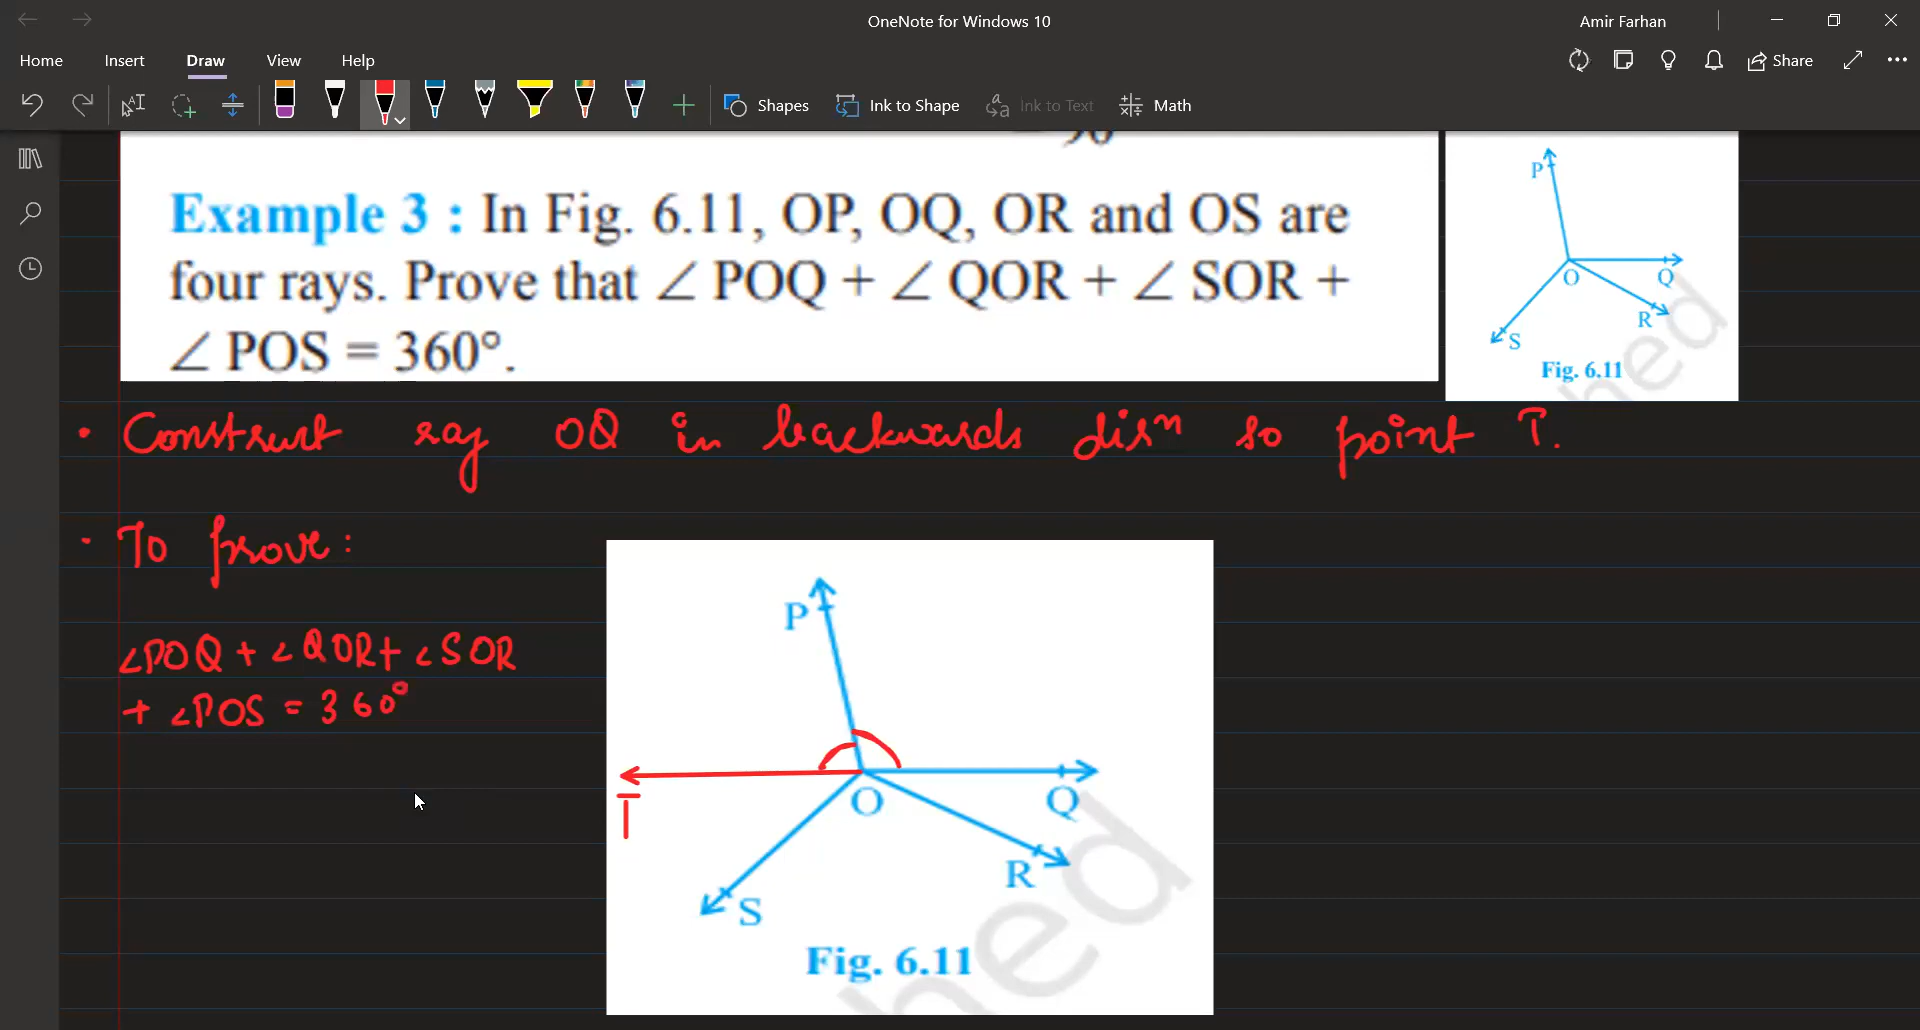 OneNote for Windows 10
Amir Farhan
Home Insert Draw View Help
Share
Shapes Ink to Shape Ink to Text Math
Example 3 : In Fig. 6.11, OP, OQ, OR and OS are
four rays. Prove that ∠ POQ + ∠ QOR + ∠ SOR +
∠ POS = 360°.
P
O
Q
R
S
Fig. 6.11
hed
• Construct ray OQ in backwards dirn so point T.
• To prove :
∠POQ + ∠QOR + ∠SOR
+ ∠POS = 360°
P
T
O
Q
R
S
Fig. 6.11
hed